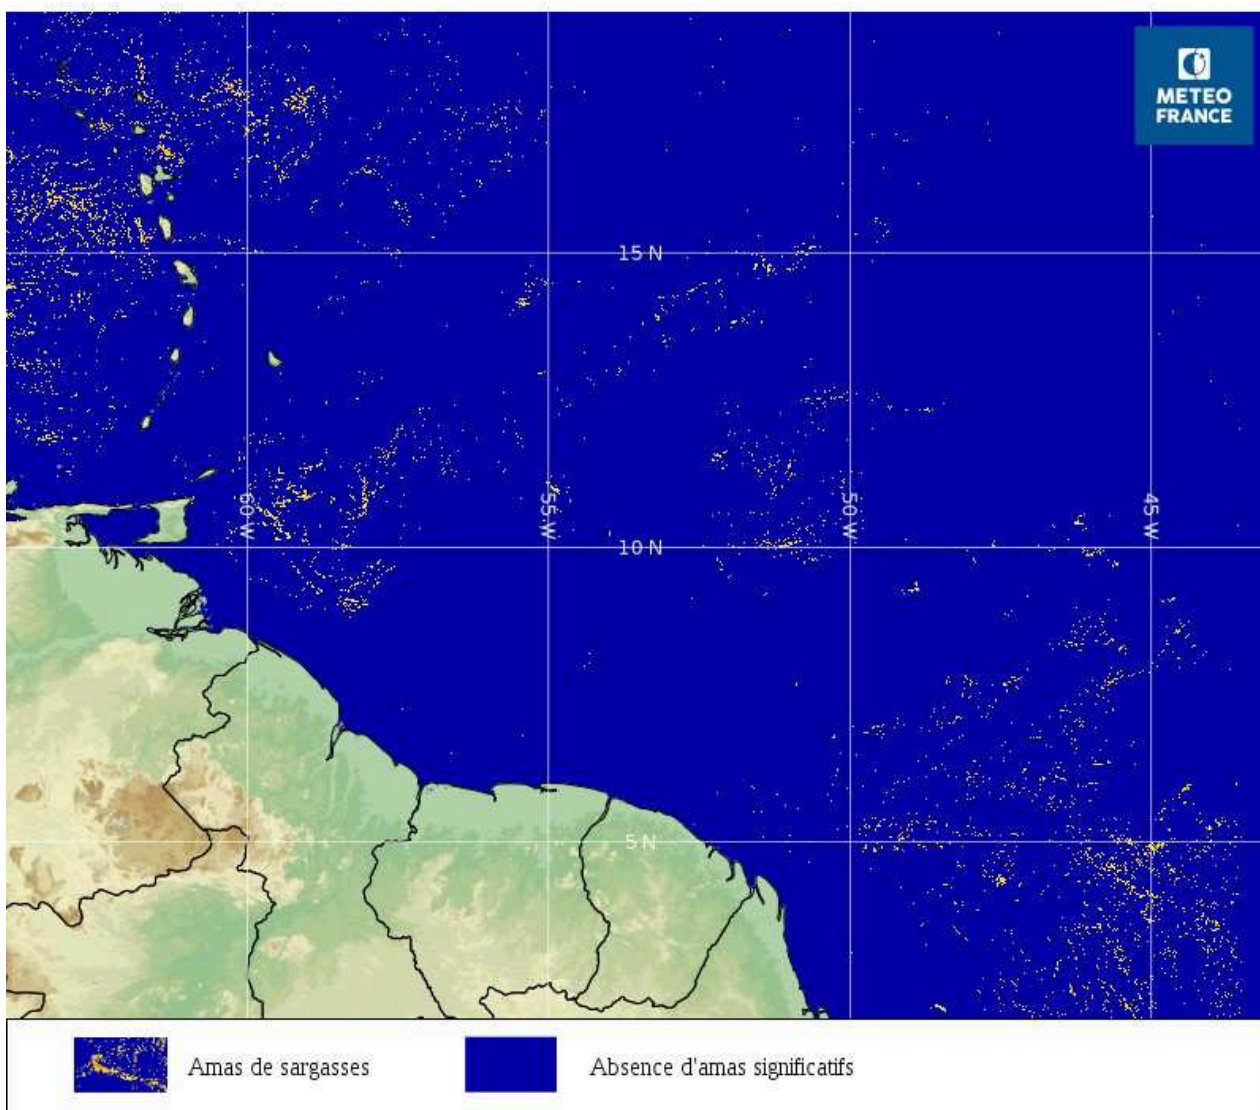 METEO
FRANCE
15 N
60 W
55 W
50 W
45 W
10 N
5 N
Amas de sargasses
Absence d'amas significatifs